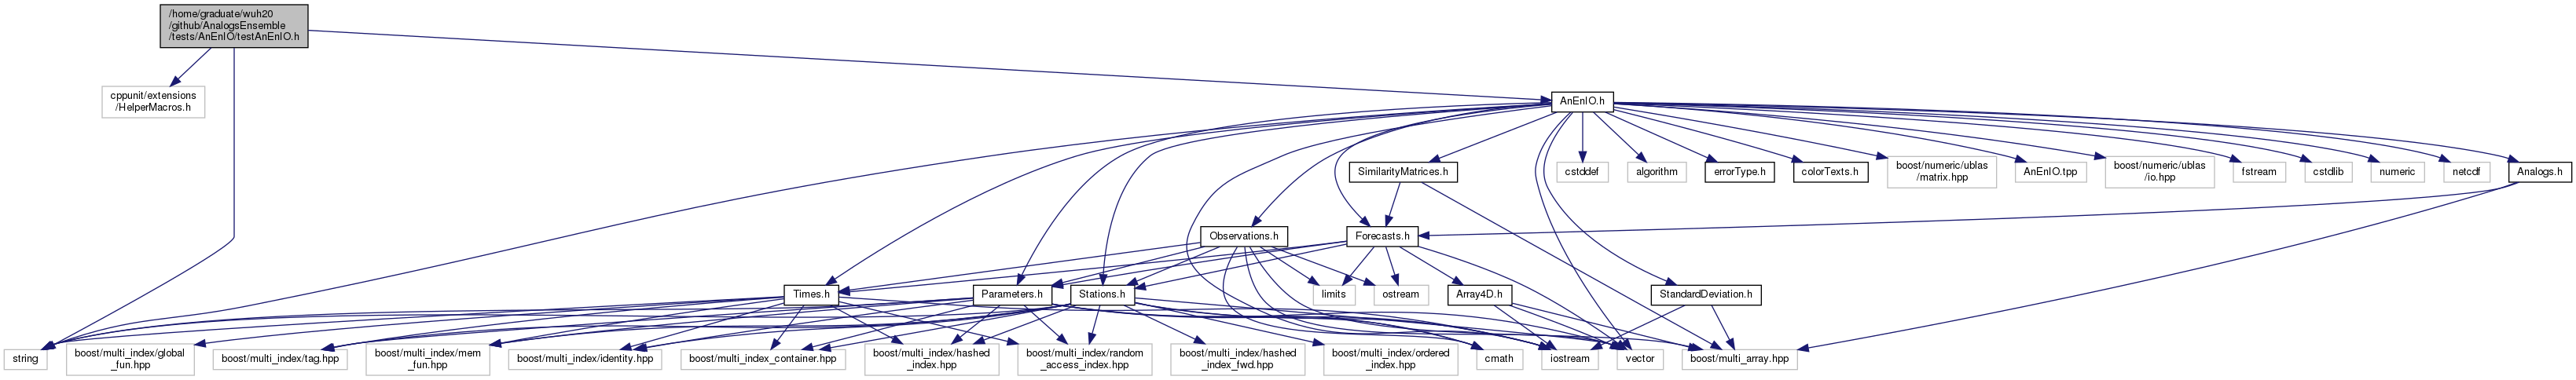 /home/graduate/wuh20
/github/AnalogsEnsemble
/tests/AnEnIO/testAnEnIO.h
cppunit/extensions
/HelperMacros.h
AnEnIO.h
SimilarityMatrices.h
cstddef
algorithm
errorType.h
colorTexts.h
boost/numeric/ublas
/matrix.hpp
AnEnIO.tpp
boost/numeric/ublas
/io.hpp
fstream
cstdlib
numeric
netcdf
Analogs.h
Observations.h
Forecasts.h
Times.h
Parameters.h
Stations.h
limits
ostream
Array4D.h
StandardDeviation.h
string
boost/multi_index/global
_fun.hpp
boost/multi_index/tag.hpp
boost/multi_index/mem
_fun.hpp
boost/multi_index/identity.hpp
boost/multi_index_container.hpp
boost/multi_index/hashed
_index.hpp
boost/multi_index/random
_access_index.hpp
boost/multi_index/hashed
_index_fwd.hpp
boost/multi_index/ordered
_index.hpp
cmath
iostream
vector
boost/multi_array.hpp